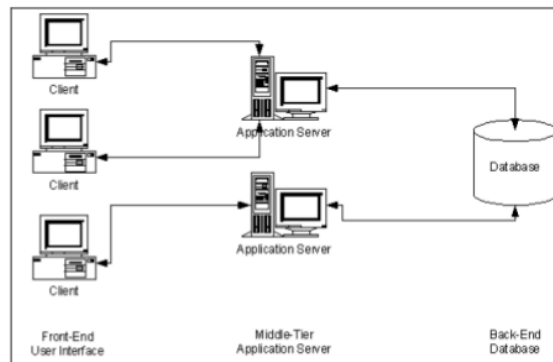 Client
Application Server
Client
Database
Application Server
Client
Front-End
User Interface
Middle-Tier
Application Server
Back-End
Database